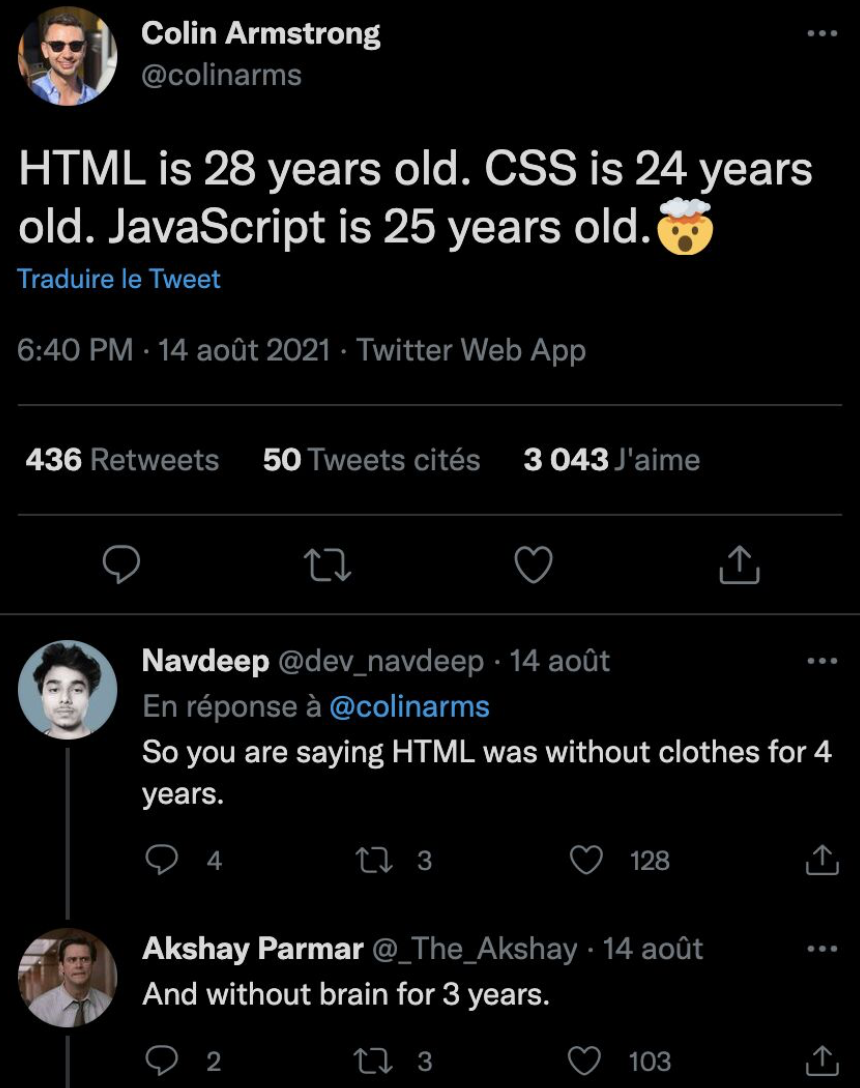 Colin Armstrong
@colinarms
HTML is 28 years old. CSS is 24 years
old. JavaScript is 25 years old.🤯
Traduire le Tweet
6:40 PM · 14 août 2021 · Twitter Web App
436 Retweets 50 Tweets cités 3 043 J'aime
Navdeep @dev_navdeep · 14 août
En réponse à @colinarms
So you are saying HTML was without clothes for 4
years.
4 3 128
Akshay Parmar @_The_Akshay · 14 août
And without brain for 3 years.
2 3 103